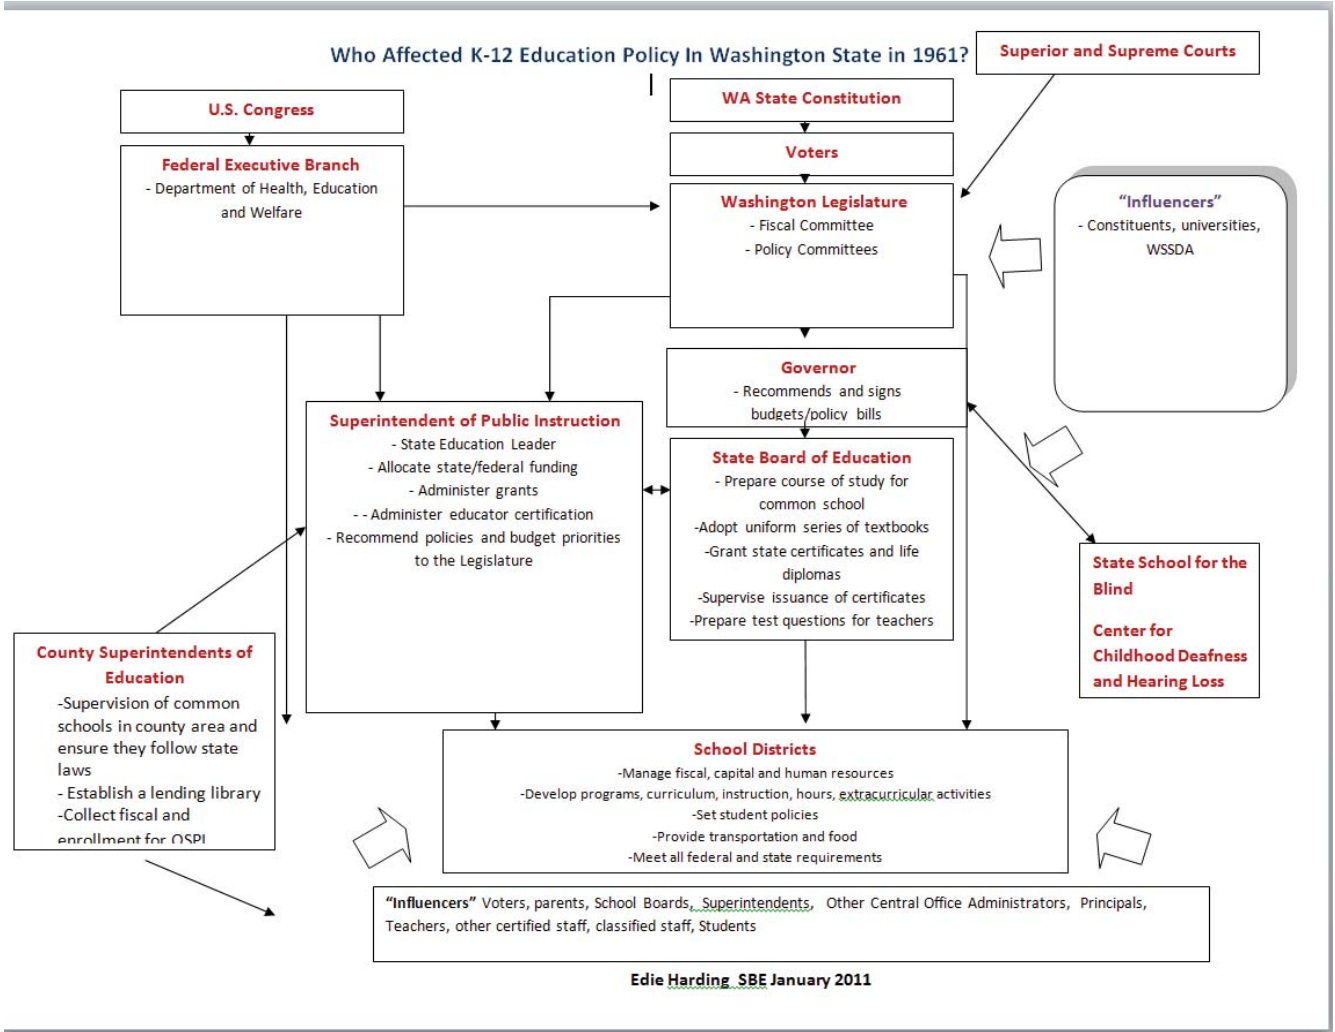 Who Affected K-12 Education Policy In Washington State in 1961?
Superior and Supreme Courts
U.S. Congress
Federal Executive Branch
- Department of Health, Education
and Welfare
WA State Constitution
Voters
Washington Legislature
- Fiscal Committee
- Policy Committees
“Influencers”
- Constituents, universities,
WSSDA
Governor
- Recommends and signs
budgets/policy bills
Superintendent of Public Instruction
- State Education Leader
- Allocate state/federal funding
- Administer grants
- - Administer educator certification
- Recommend policies and budget priorities
to the Legislature
State Board of Education
- Prepare course of study for
common school
-Adopt uniform series of textbooks
-Grant state certificates and life
diplomas
-Supervise issuance of certificates
-Prepare test questions for teachers
State School for the
Blind
Center for
Childhood Deafness
and Hearing Loss
County Superintendents of
Education
-Supervision of common
schools in county area and
ensure they follow state
laws
- Establish a lending library
-Collect fiscal and
enrollment for OSPI
School Districts
-Manage fiscal, capital and human resources
-Develop programs, curriculum, instruction, hours, extracurricular activities
-Set student policies
-Provide transportation and food
-Meet all federal and state requirements
“Influencers” Voters, parents, School Boards, Superintendents, Other Central Office Administrators, Principals,
Teachers, other certified staff, classified staff, Students
Edie Harding SBE January 2011